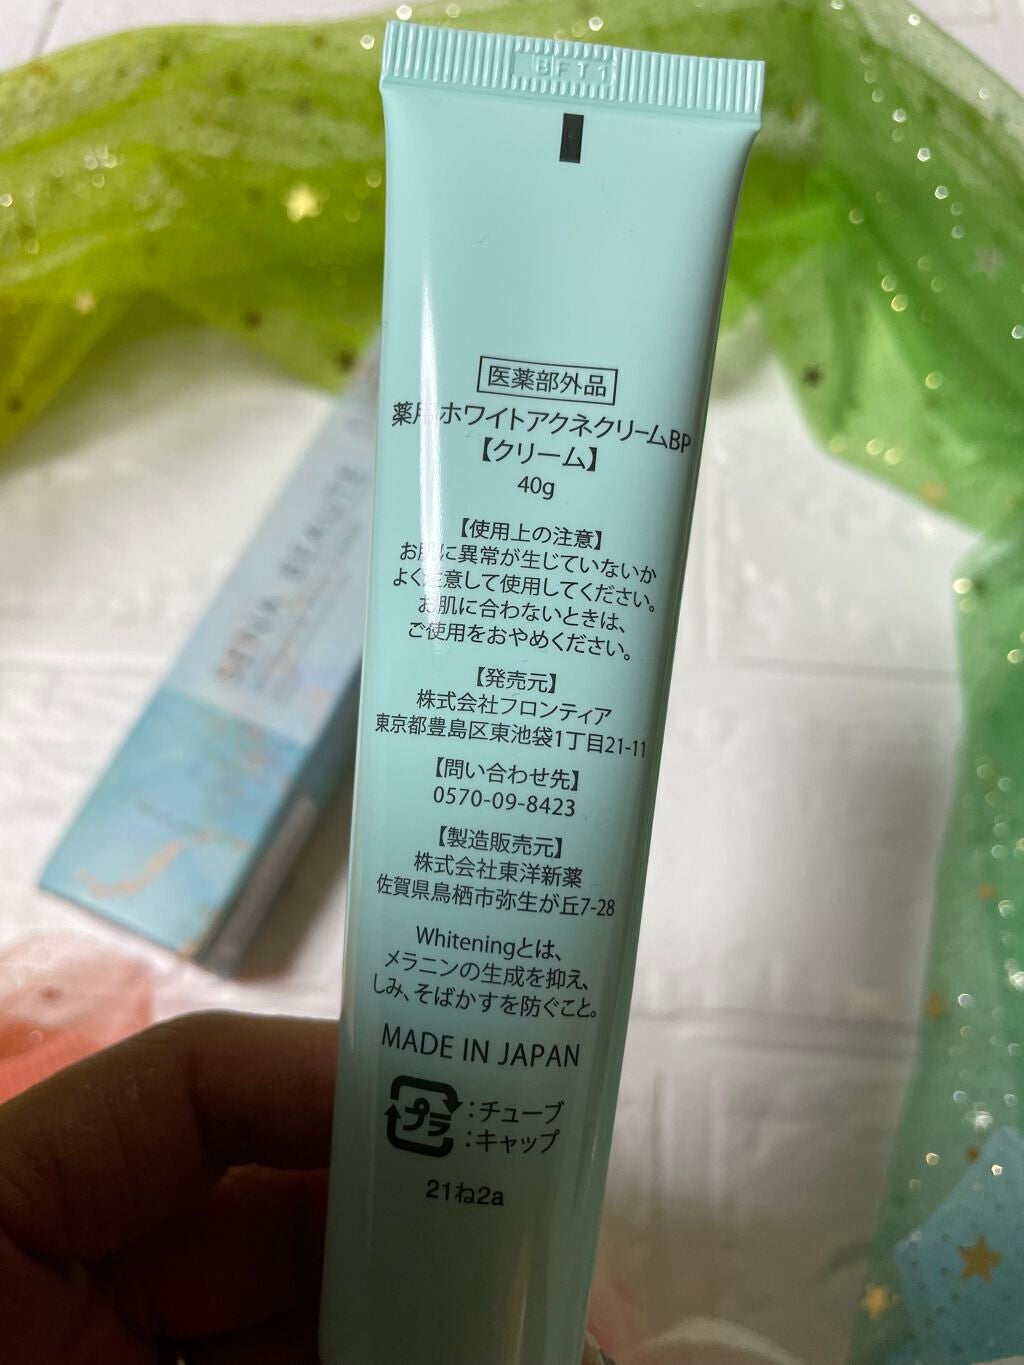 BFT1
医薬部外品
薬用ホワイトアクネクリームBP
【クリーム】
40g
【使用上の注意】
お肌に異常が生じていないか
よく注意して使用してください。
お肌に合わないときは、
ご使用をおやめください。
【発売元】
株式会社フロンティア
東京都豊島区東池袋1丁目21-11
【問い合わせ先】
0570-09-8423
【製造販売元】
株式会社東洋新薬
佐賀県鳥栖市弥生が丘7-28
Whiteningとは、
メラニンの生成を抑え、
しみ、そばかすを防ぐこと。
MADE IN JAPAN
プラ
:チューブ
:キャップ
21ね2a
BEAUTE